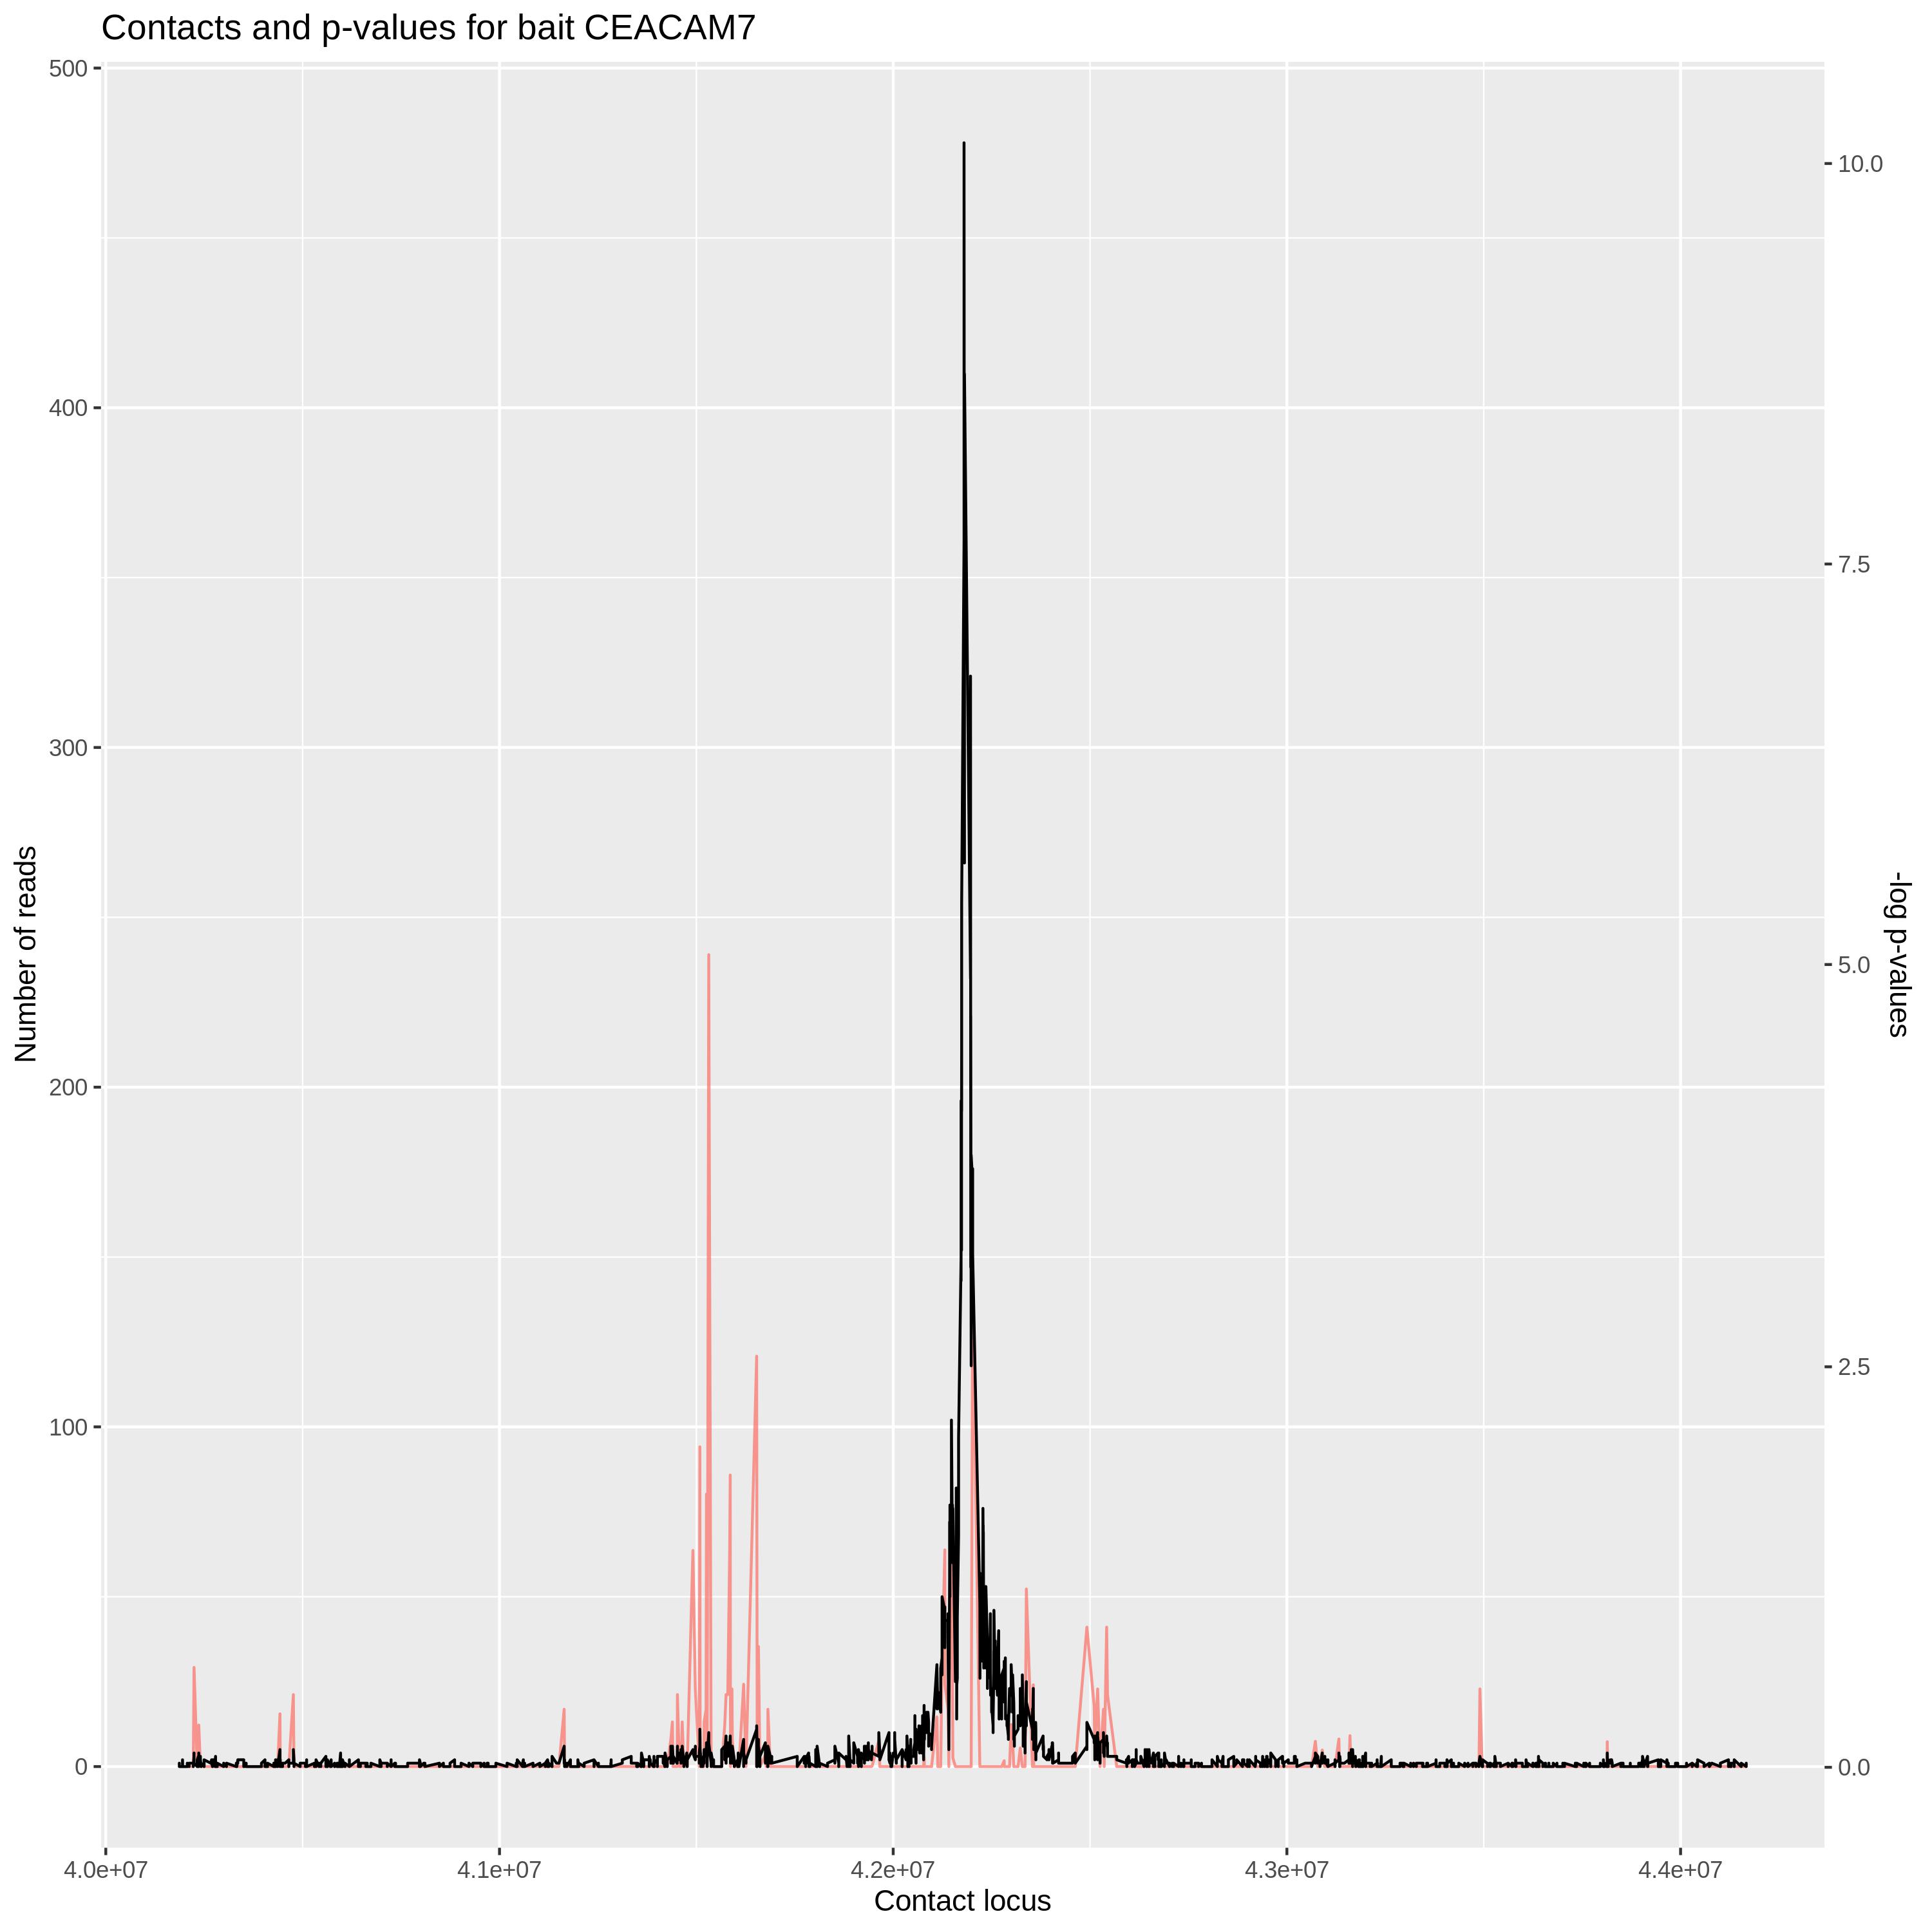 Contacts and p-values for bait CEACAM7
500
400
300
200
100
0
Number of reads
10.0
7.5
5.0
2.5
0.0
-log p-values
4.0e+07
4.1e+07
4.2e+07
4.3e+07
4.4e+07
Contact locus